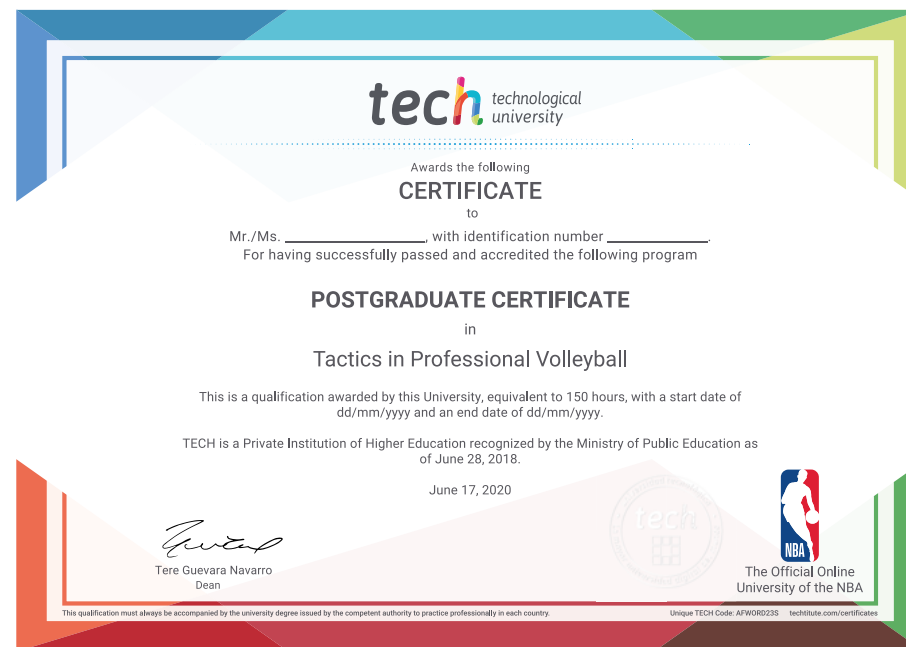 tech technological
university
Awards the following
CERTIFICATE
to
Mr./Ms. ____________________, with identification number ______________.
For having successfully passed and accredited the following program
POSTGRADUATE CERTIFICATE
in
Tactics in Professional Volleyball
This is a qualification awarded by this University, equivalent to 150 hours, with a start date of
dd/mm/yyyy and an end date of dd/mm/yyyy.
TECH is a Private Institution of Higher Education recognized by the Ministry of Public Education as
of June 28, 2018.
June 17, 2020
tech
NBA
Tere Guevara Navarro
Dean
The Official Online
University of the NBA
This qualification must always be accompanied by the university degree issued by the competent authority to practice professionally in each country.
Unique TECH Code: AFWORD23S techtitute.com/certificates